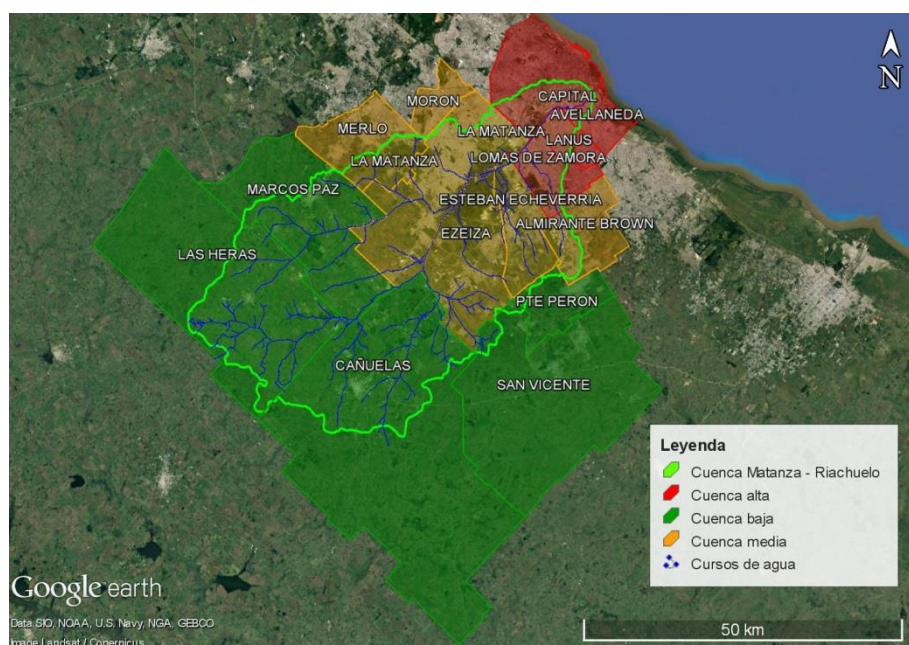 N
CAPITAL
MORON
AVELLANEDA
MERLO
LA MATANZA
LANUS
LA MATANZA
LOMAS DE ZAMORA
MARCOS PAZ
ESTEBAN ECHEVERRIA
ALMIRANTE BROWN
EZEIZA
LAS HERAS
PTE PERON
CAÑUELAS
SAN VICENTE
Leyenda
Cuenca Matanza - Riachuelo
Cuenca alta
Cuenca baja
Cuenca media
Cursos de agua
Google earth
Data SIO, NOAA, U.S. Navy, NGA, GEBCO
Image Landsat / Copernicus
50 km